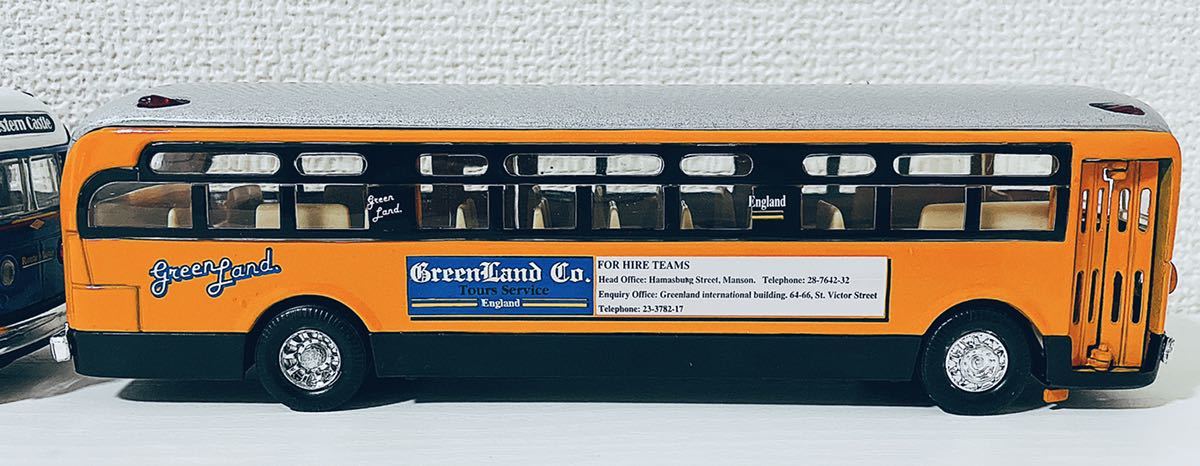 stern Castle
Green
Land.
England
GreenLand
GreenLand Co.
Tours Service
England
FOR HIRE TEAMS
Head Office: Hamasbung Street, Manson. Telephone: 28-7642-32
Enquiry Office: Greenland international building. 64-66, St. Victor Street
Telephone: 23-3782-17